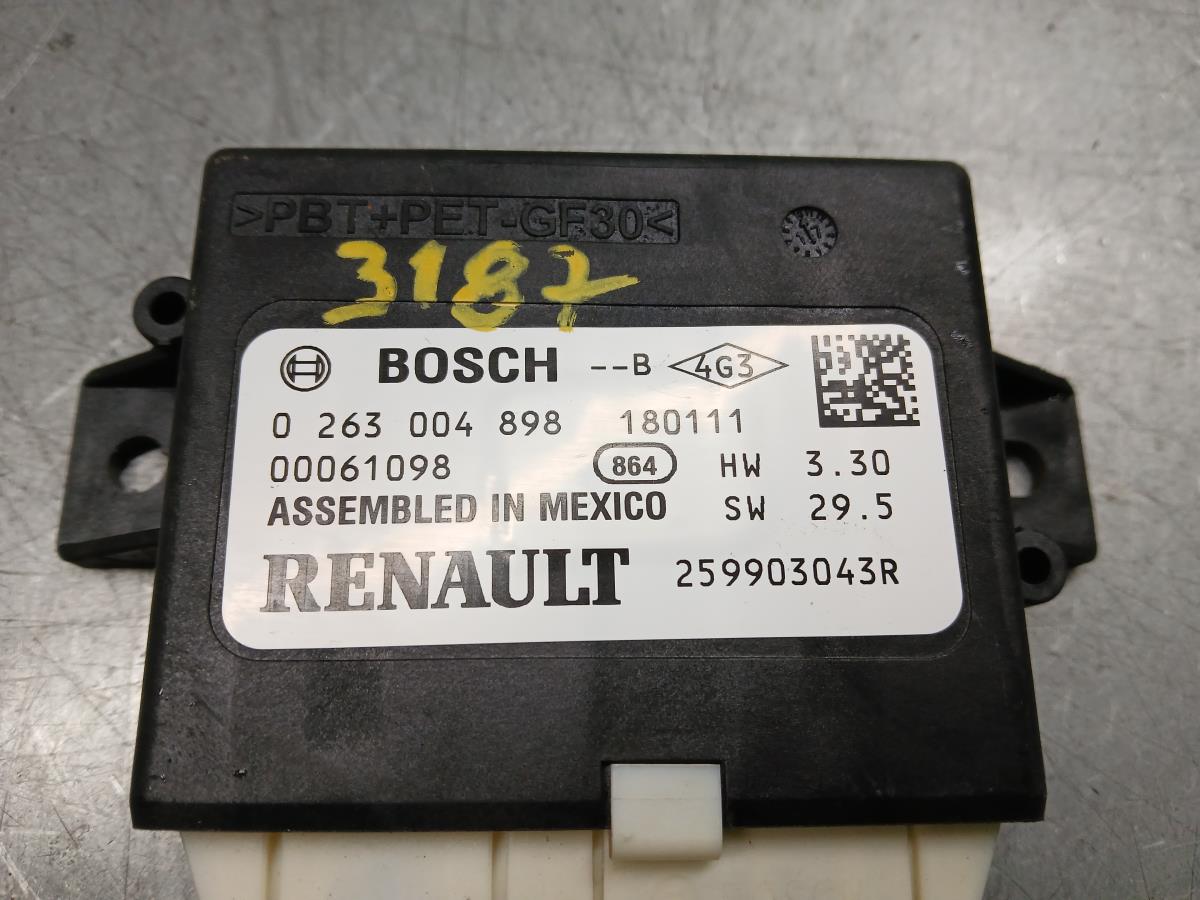 >PBT+PET-GF30<
17
3187
BOSCH --B 4G3
0 263 004 898 180111
00061098 864 HW 3.30
ASSEMBLED IN MEXICO SW 29.5
RENAULT 259903043R